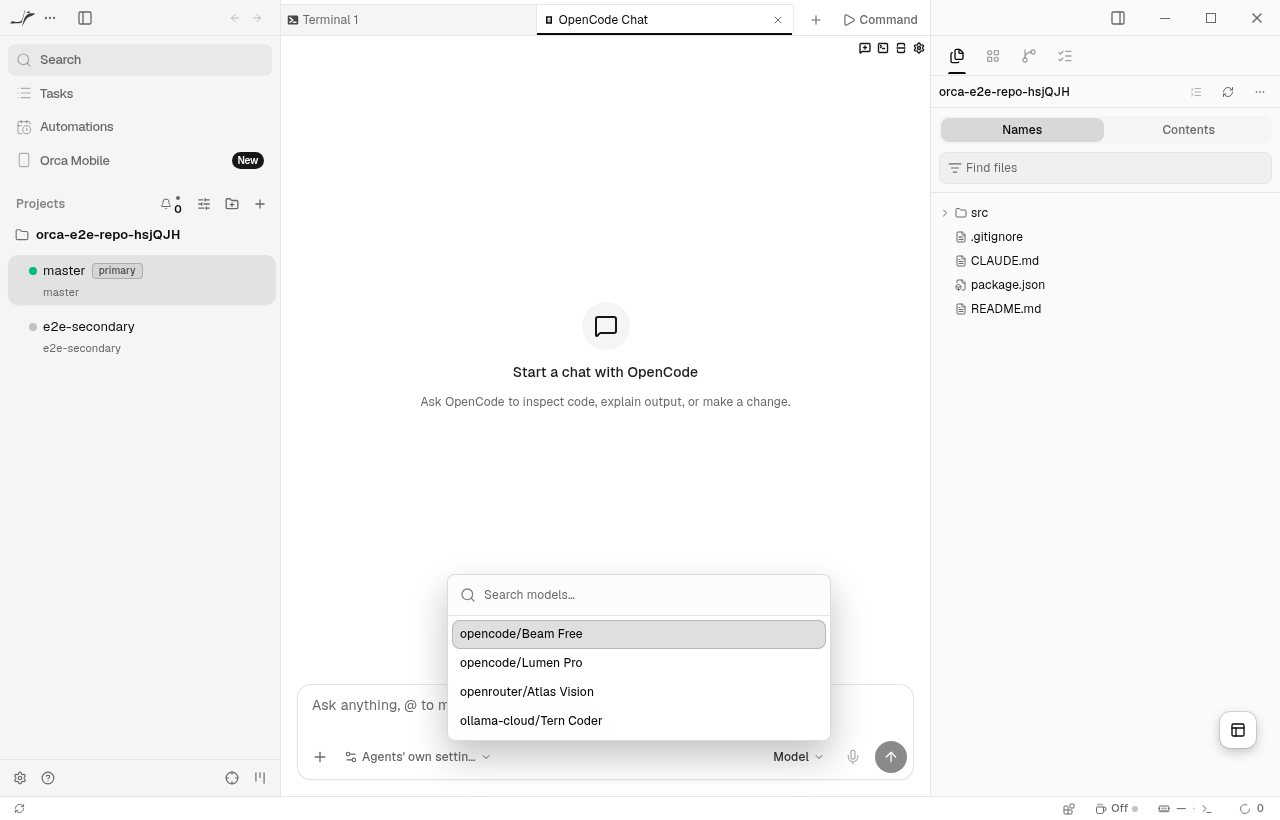 Terminal 1
OpenCode Chat
Command
Search
Tasks
Automations
Orca Mobile
New
Projects
0
orca-e2e-repo-hsjQJH
master
primary
master
e2e-secondary
e2e-secondary
Start a chat with OpenCode
Ask OpenCode to inspect code, explain output, or make a change.
Search models…
opencode/Beam Free
opencode/Lumen Pro
openrouter/Atlas Vision
ollama-cloud/Tern Coder
Ask anything, @ to m
Agents' own settin…
Model
orca-e2e-repo-hsjQJH
Names
Contents
Find files
src
.gitignore
CLAUDE.md
package.json
README.md
Off
— ·
0